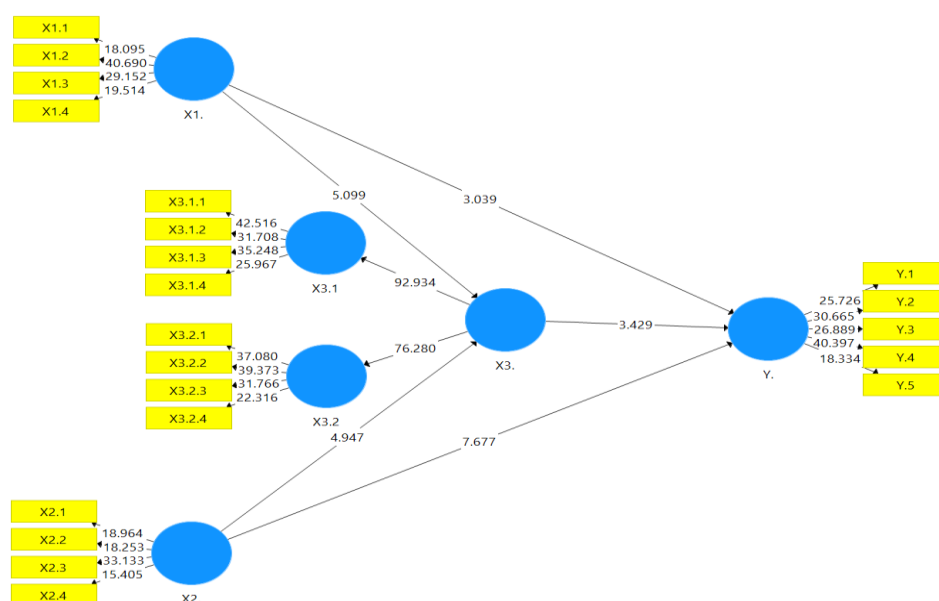 X1.1
X1.2
X1.3
X1.4
18.095
40.690
29.152
19.514
X1.
5.099
3.039
X3.1.1
X3.1.2
X3.1.3
X3.1.4
42.516
31.708
35.248
25.967
X3.1
92.934
X3.2.1
X3.2.2
X3.2.3
X3.2.4
37.080
39.373
31.766
22.316
X3.2
76.280
X3.
3.429
4.947
7.677
Y.
25.726
30.665
26.889
40.397
18.334
Y.1
Y.2
Y.3
Y.4
Y.5
X2.1
X2.2
X2.3
X2.4
18.964
18.253
33.133
15.405
X2